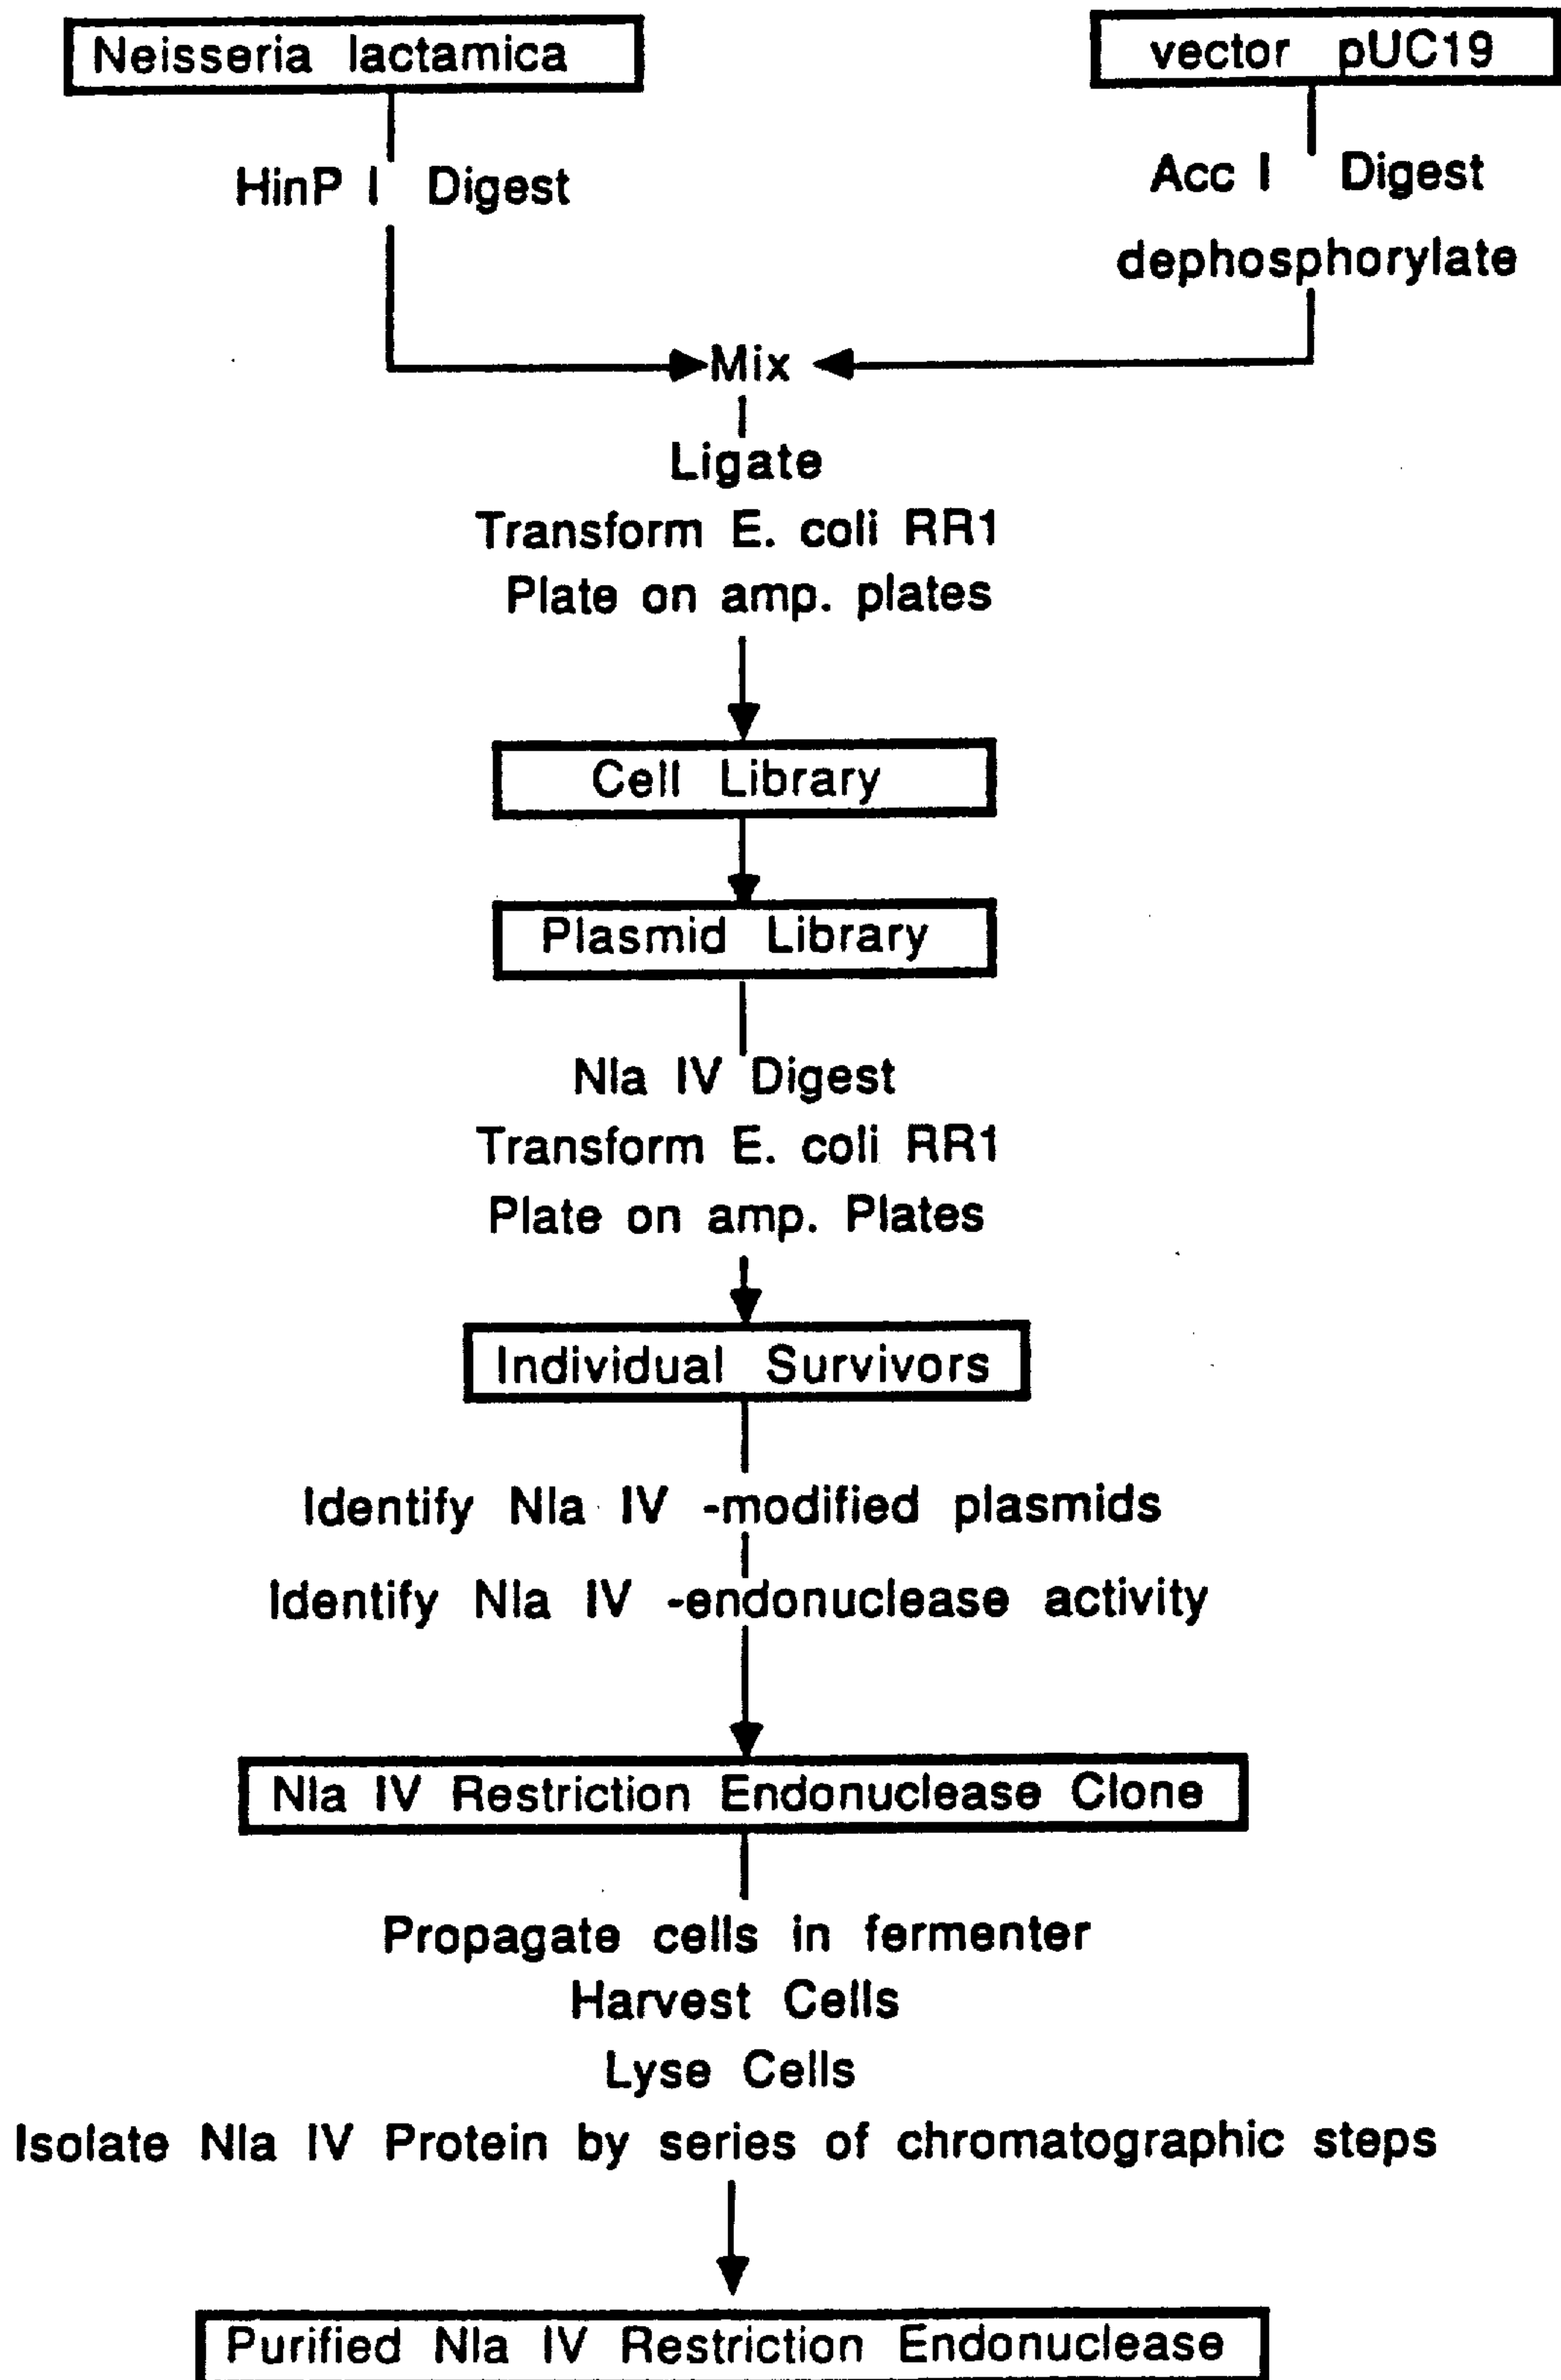 Neisseria lactamica
vector pUC19
HinP I Digest
Acc I Digest
dephosphorylate
Mix
Ligate
Transform E. coli RR1
Plate on amp. plates
Cell Library
Plasmid Library
Nla IV Digest
Transform E. coli RR1
Plate on amp. Plates
Individual Survivors
Identify Nla IV -modified plasmids
Identify Nla IV -endonuclease activity
Nla IV Restriction Endonuclease Clone
Propagate cells in fermenter
Harvest Cells
Lyse Cells
Isolate Nla IV Protein by series of chromatographic steps
Purified Nla IV Restriction Endonuclease